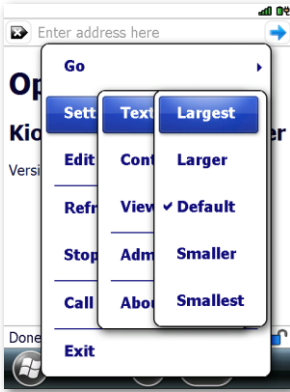 Enter address here
Go
Sett Text Largest
Edit Cont Larger
Refr View Default
Stop Adm Smaller
Call Abou Smallest
Exit
Op
Kio er
Versi
Done